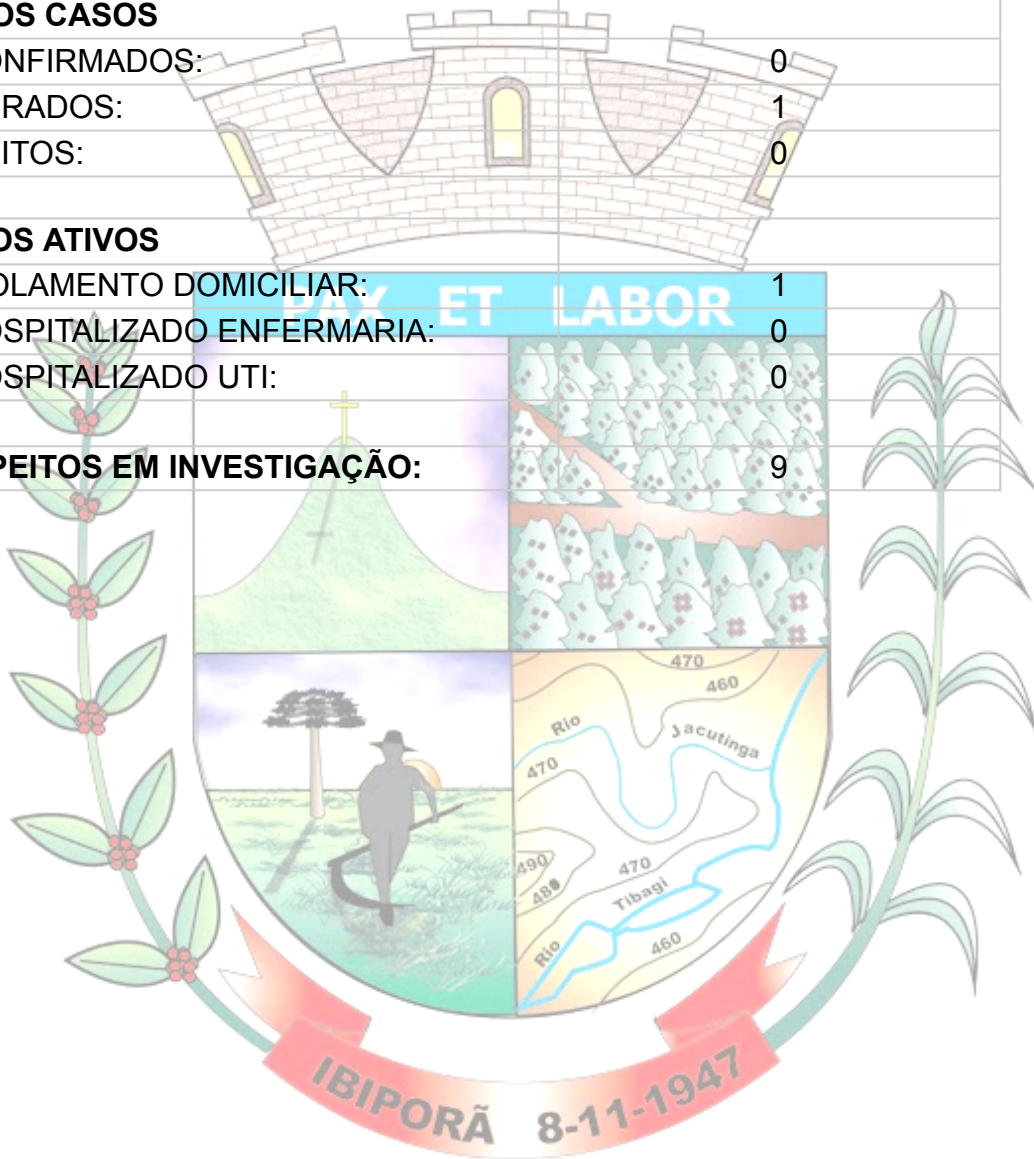 OS CASOS
ONFIRMADOS: 0
RADOS: 1
ITOS: 0
OS ATIVOS
OLAMENTO DOMICILIAR: 1
OSPITALIZADO ENFERMARIA: 0
OSPITALIZADO UTI: 0
PEITOS EM INVESTIGAÇÃO: 9
PAX ET LABOR
470
460
Rio Jacutinga
470
490
480
470
Rio Tibagi
460
IBIPORÃ 8-11-1947